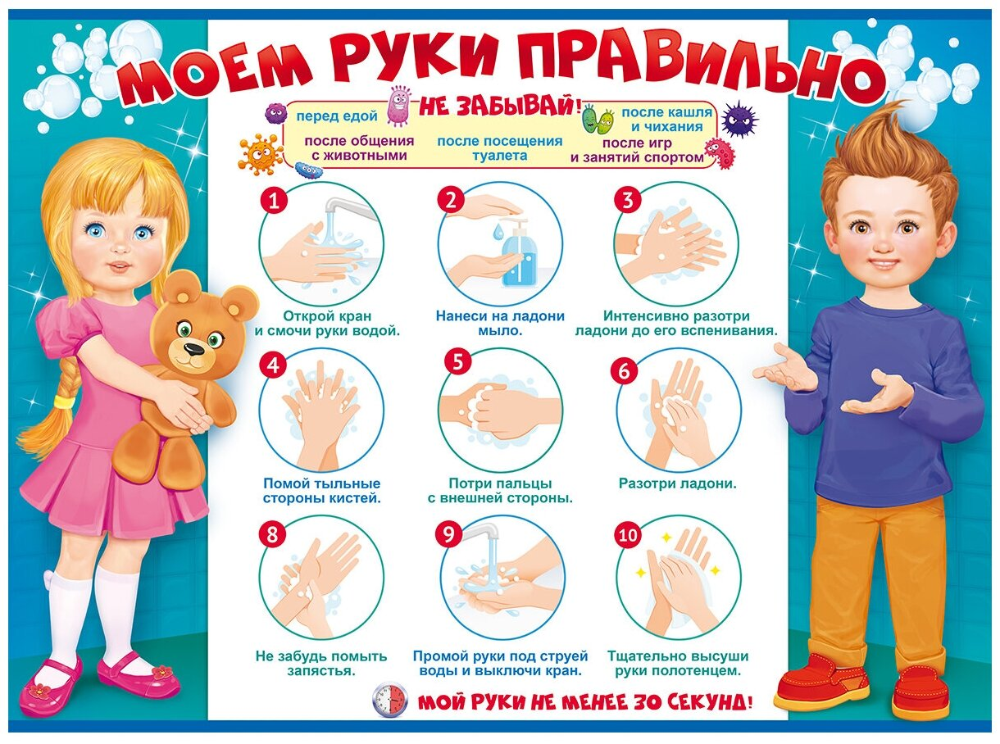 МОЕМ РУКИ ПРАВИЛЬНО
НЕ ЗАБЫВАЙ!
перед едой
после кашля
и чихания
после общения
с животными
после посещения
туалета
после игр
и занятий спортом
1
2
3
Открой кран
и смочи руки водой.
Нанеси на ладони
мыло.
Интенсивно разотри
ладони до его вспенивания.
4
5
6
Помой тыльные
стороны кистей.
Потри пальцы
с внешней стороны.
Разотри ладони.
8
9
10
Не забудь помыть
запястья.
Промой руки под струей
воды и выключи кран.
Тщательно высуши
руки полотенцем.
МОЙ РУКИ НЕ МЕНЕЕ 30 СЕКУНД!